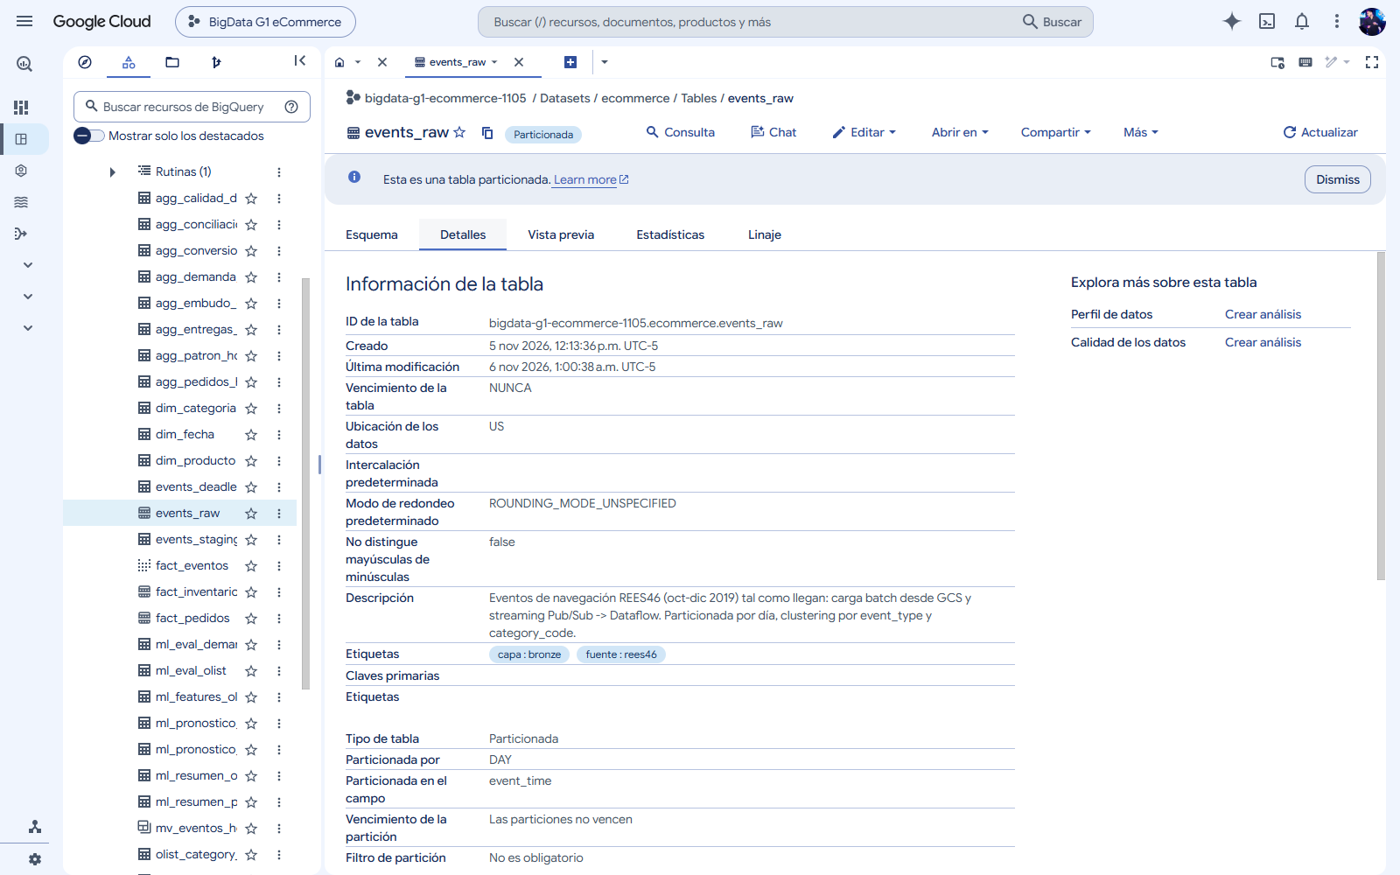 Google Cloud
BigData G1 eCommerce
Buscar (/) recursos, documentos, productos y más
Buscar
events_raw
Buscar recursos de BigQuery
Mostrar solo los destacados
Rutinas (1)
agg_calidad_d
agg_conciliaci
agg_conversio
agg_demanda
agg_embudo_
agg_entregas_
agg_patron_ho
agg_pedidos_l
dim_categoria
dim_fecha
dim_producto
events_deadle
events_raw
events_staging
fact_eventos
fact_inventario
fact_pedidos
ml_eval_demar
ml_eval_olist
ml_features_ol
ml_pronostico_
ml_pronostico_
ml_resumen_o
ml_resumen_p
mv_eventos_h
olist_category_
bigdata-g1-ecommerce-1105 / Datasets / ecommerce / Tables / events_raw
events_raw
Particionada
Consulta
Chat
Editar
Abrir en
Compartir
Más
Actualizar
Esta es una tabla particionada. Learn more
Dismiss
Esquema
Detalles
Vista previa
Estadísticas
Linaje
Información de la tabla
ID de la tabla bigdata-g1-ecommerce-1105.ecommerce.events_raw
Creado 5 nov 2026, 12:13:36 p.m. UTC-5
Última modificación 6 nov 2026, 1:00:38 a.m. UTC-5
Vencimiento de la tabla NUNCA
Ubicación de los datos US
Intercalación predeterminada
Modo de redondeo predeterminado ROUNDING_MODE_UNSPECIFIED
No distingue mayúsculas de minúsculas false
Descripción Eventos de navegación REES46 (oct-dic 2019) tal como llegan: carga batch desde GCS y
streaming Pub/Sub -> Dataflow. Particionada por día, clustering por event_type y
category_code.
Etiquetas capa : bronze fuente : rees46
Claves primarias
Etiquetas
Tipo de tabla Particionada
Particionada por DAY
Particionada en el campo event_time
Vencimiento de la partición Las particiones no vencen
Filtro de partición No es obligatorio
Explora más sobre esta tabla
Perfil de datos Crear análisis
Calidad de los datos Crear análisis